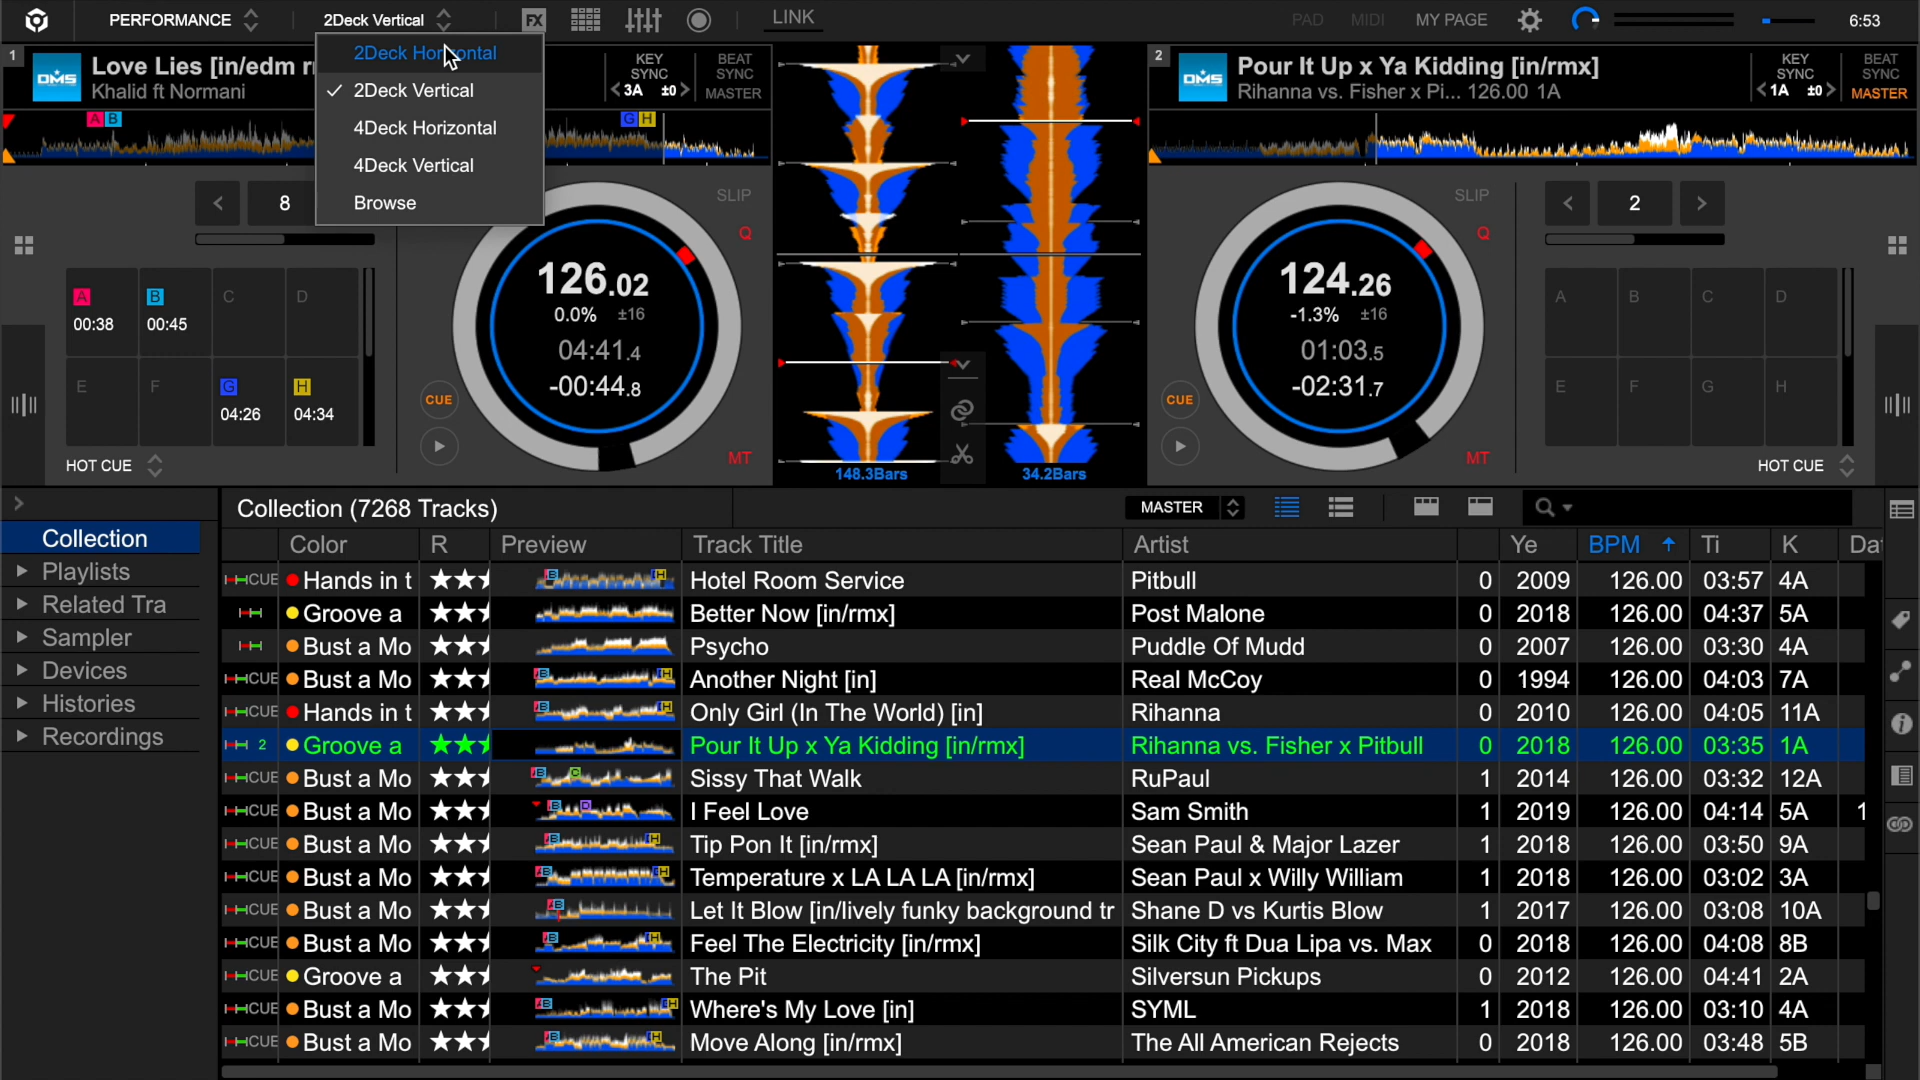 PERFORMANCE 2Deck Vertical FX LINK PAD MIDI MY PAGE 6:53
2Deck Horizontal
2Deck Vertical
4Deck Horizontal
4Deck Vertical
Browse
1 DMS Love Lies [in/edm r
Khalid ft Normani
KEY SYNC
3A ±0
BEAT SYNC
MASTER
A B G H
8
SLIP
Q
126.02
0.0% ±16
04:41.4
-00:44.8
CUE
MT
A 00:38
B 00:45
C
D
E
F
G 04:26
H 04:34
HOT CUE
148.3Bars 34.2Bars
2 DMS Pour It Up x Ya Kidding [in/rmx]
Rihanna vs. Fisher x Pi... 126.00 1A
KEY SYNC
1A ±0
BEAT SYNC
MASTER
SLIP
Q
124.26
-1.3% ±16
01:03.5
-02:31.7
CUE
MT
2
A B C D
E F G H
HOT CUE
Collection (7268 Tracks) MASTER
Collection
Playlists
Related Tra
Sampler
Devices
Histories
Recordings
Color R Preview Track Title Artist Ye BPM Ti K Dat
CUE Hands in t Hotel Room Service Pitbull 0 2009 126.00 03:57 4A
Groove a Better Now [in/rmx] Post Malone 0 2018 126.00 04:37 5A
Bust a Mo Psycho Puddle Of Mudd 0 2007 126.00 03:30 4A
CUE Bust a Mo Another Night [in] Real McCoy 0 1994 126.00 04:03 7A
CUE Hands in t Only Girl (In The World) [in] Rihanna 0 2010 126.00 04:05 11A
2 Groove a Pour It Up x Ya Kidding [in/rmx] Rihanna vs. Fisher x Pitbull 0 2018 126.00 03:35 1A
CUE Bust a Mo Sissy That Walk RuPaul 1 2014 126.00 03:32 12A
CUE Bust a Mo I Feel Love Sam Smith 1 2019 126.00 04:14 5A 1
CUE Bust a Mo Tip Pon It [in/rmx] Sean Paul & Major Lazer 1 2018 126.00 03:50 9A
CUE Bust a Mo Temperature x LA LA LA [in/rmx] Sean Paul x Willy William 1 2018 126.00 03:02 3A
CUE Bust a Mo Let It Blow [in/lively funky background tr Shane D vs Kurtis Blow 1 2017 126.00 03:08 10A
CUE Bust a Mo Feel The Electricity [in/rmx] Silk City ft Dua Lipa vs. Max 0 2018 126.00 04:08 8B
CUE Groove a The Pit Silversun Pickups 0 2012 126.00 04:41 2A
CUE Bust a Mo Where's My Love [in] SYML 1 2018 126.00 03:10 4A
CUE Bust a Mo Move Along [in/rmx] The All American Rejects 0 2018 126.00 03:48 5B